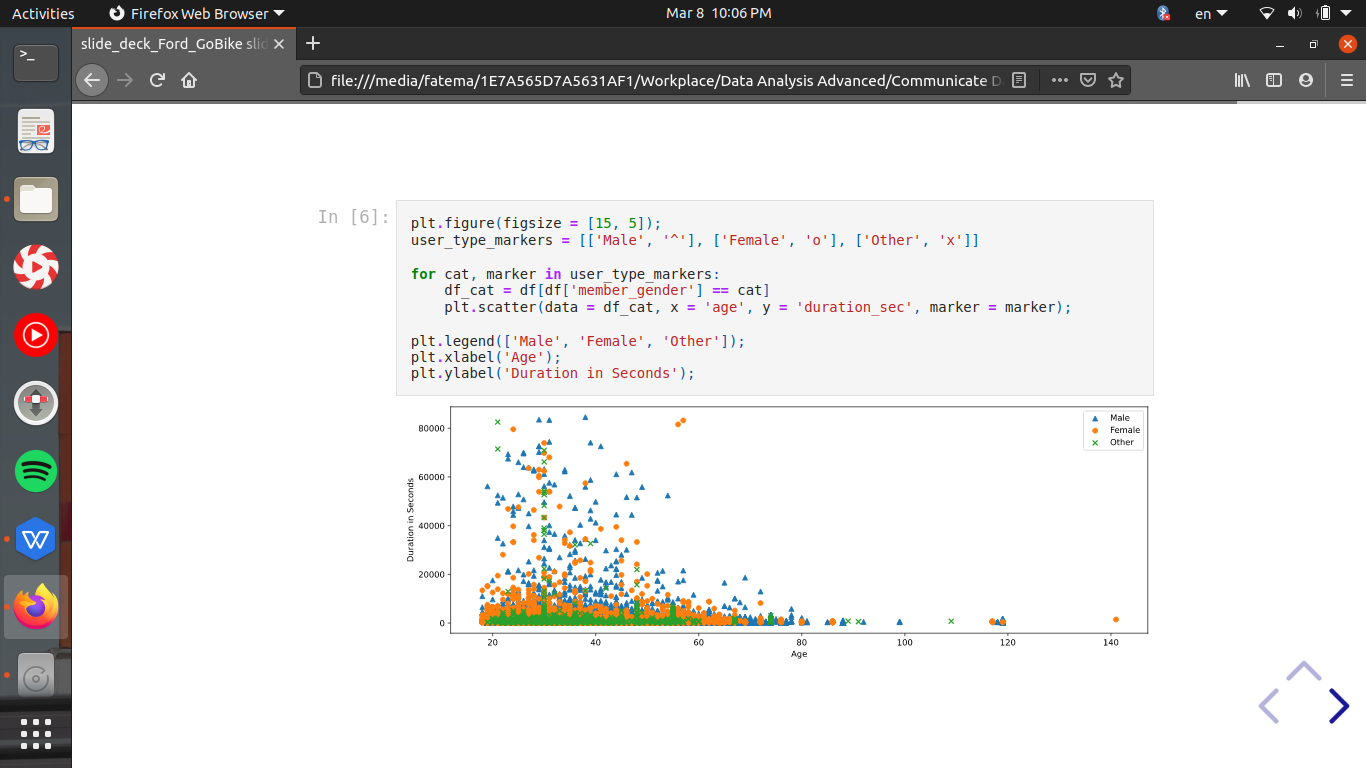 Activities
Firefox Web Browser
Mar 8 10:06 PM
en
slide_deck_Ford_GoBike slid
file:///media/fatema/1E7A565D7A5631AF1/Workplace/Data Analysis Advanced/Communicate D
In [6]:
plt.figure(figsize = [15, 5]);
user_type_markers = [['Male', '^'], ['Female', 'o'], ['Other', 'x']]
for cat, marker in user_type_markers:
    df_cat = df[df['member_gender'] == cat]
    plt.scatter(data = df_cat, x = 'age', y = 'duration_sec', marker = marker);
plt.legend(['Male', 'Female', 'Other']);
plt.xlabel('Age');
plt.ylabel('Duration in Seconds');
Male
Female
Other
80000
60000
40000
20000
0
Duration in Seconds
20 40 60 80 100 120 140
Age